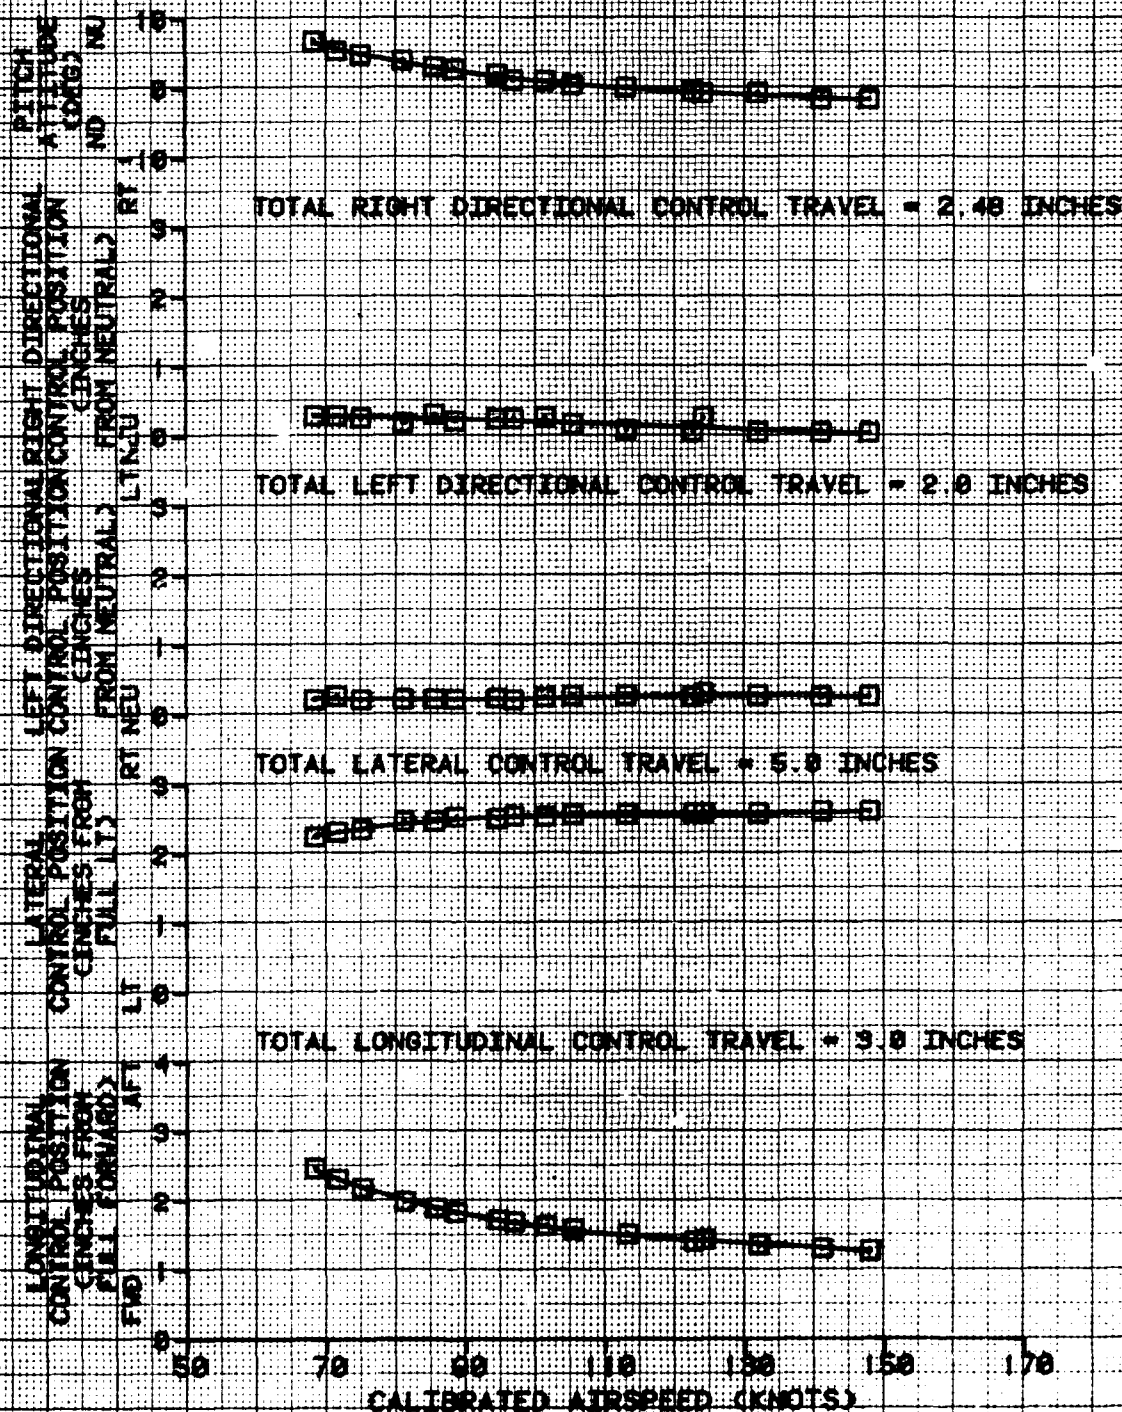 PITCH
ATTITUDE
(DEG)
ND NU
10
0
10
TOTAL RIGHT DIRECTIONAL CONTROL TRAVEL = 2.48 INCHES
RIGHT DIRECTIONAL
CONTROL POSITION
(INCHES
FROM NEUTRAL)
RT
3
2
1
0
TOTAL LEFT DIRECTIONAL CONTROL TRAVEL = 2.0 INCHES
LEFT DIRECTIONAL
CONTROL POSITION
(INCHES
FROM NEUTRAL)
NEU LT
3
2
1
0
TOTAL LATERAL CONTROL TRAVEL = 5.0 INCHES
LATERAL
CONTROL POSITION
(INCHES FROM
FULL LT)
LT RT
3
2
1
0
TOTAL LONGITUDINAL CONTROL TRAVEL = 9.0 INCHES
LONGITUDINAL
CONTROL POSITION
(INCHES FROM
FULL FORWARD)
FWD AFT
4
3
2
1
0
50 70 90 110 130 150 170
CALIBRATED AIRSPEED (KNOTS)